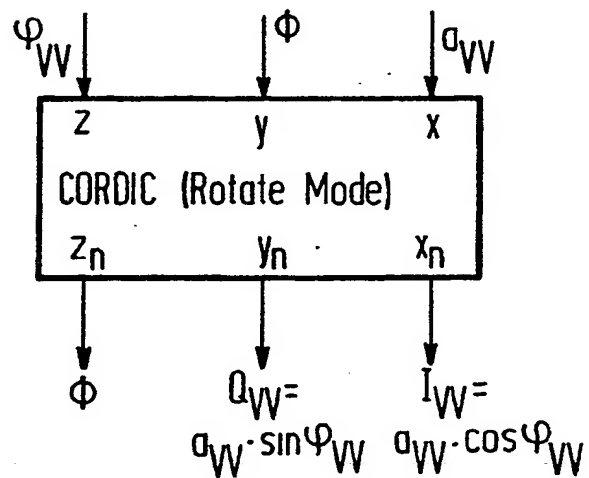 φVV Φ aVV
z y x
CORDIC (Rotate Mode)
zn yn xn
Φ QVV= IVV=
aVV·sinφVV aVV·cosφVV